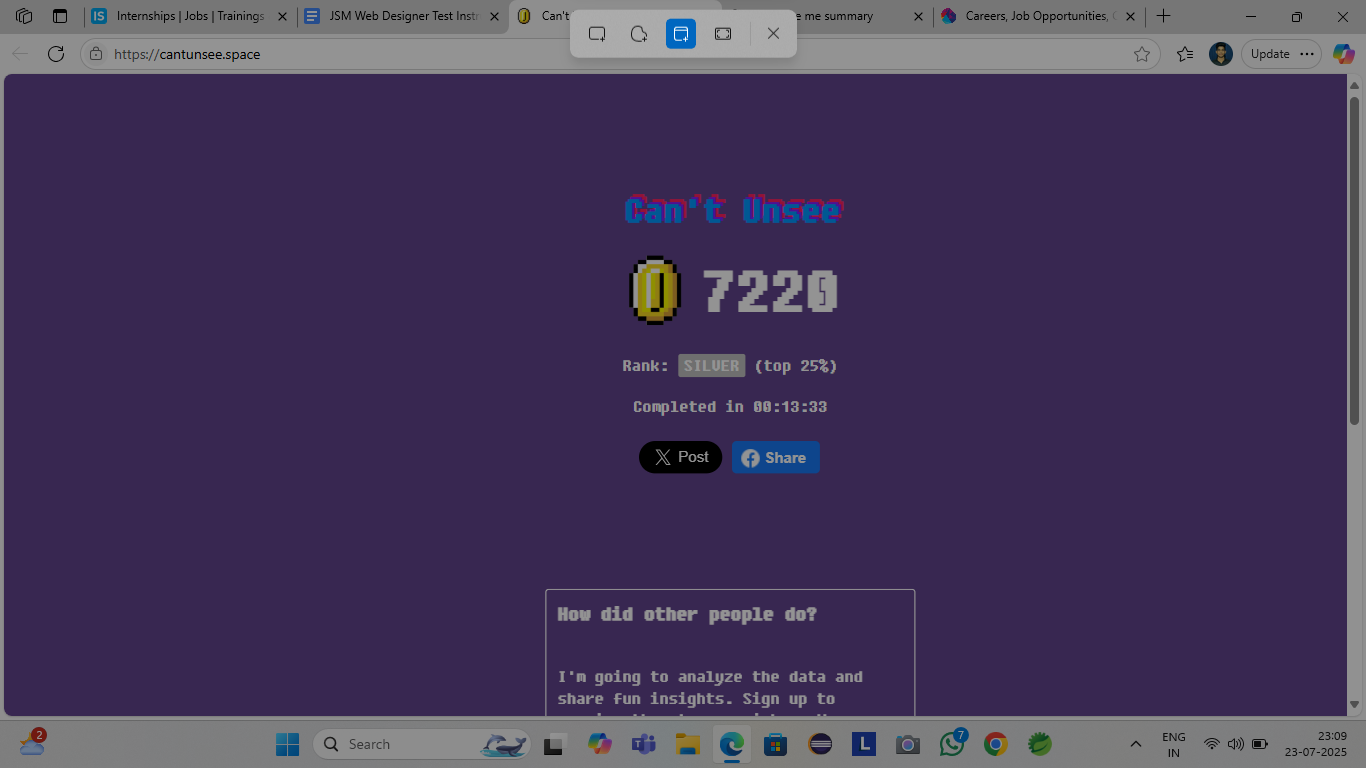 Internships | Jobs | Trainings
JSM Web Designer Test Instr
Can't
me summary
Careers, Job Opportunities,
https://cantunsee.space
Update
Can't Unsee
7220
Rank: SILVER (top 25%)
Completed in 00:13:33
Post
Share
How did other people do?
I'm going to analyze the data and
share fun insights. Sign up to
2
Search
7
ENG
IN
23:09
23-07-2025